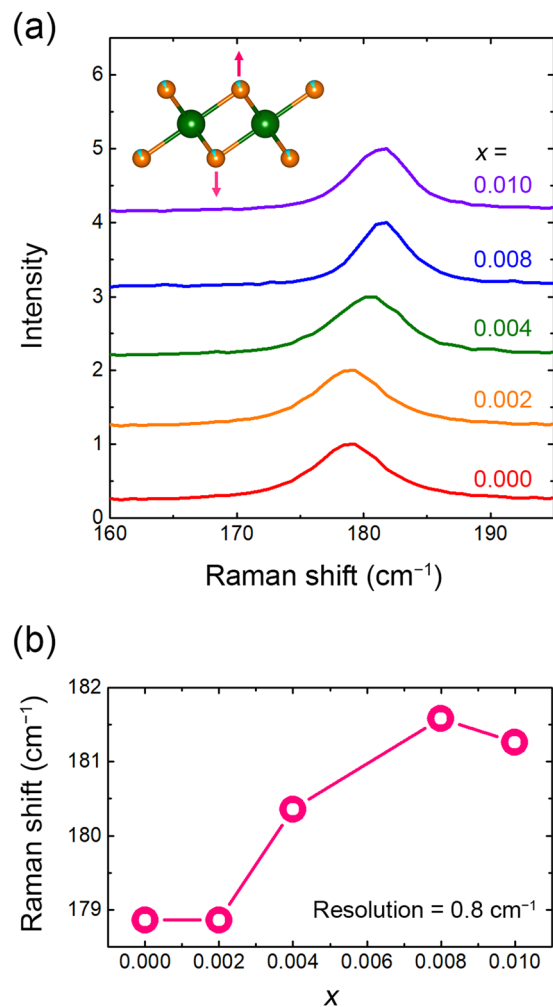 (a)
6
5
4
3
2
1
0
x =
0.010
0.008
0.004
0.002
0.000
Intensity
160 170 180 190
Raman shift (cm⁻¹)
(b)
182
181
180
179
Raman shift (cm⁻¹)
Resolution = 0.8 cm⁻¹
0.000 0.002 0.004 0.006 0.008 0.010
x